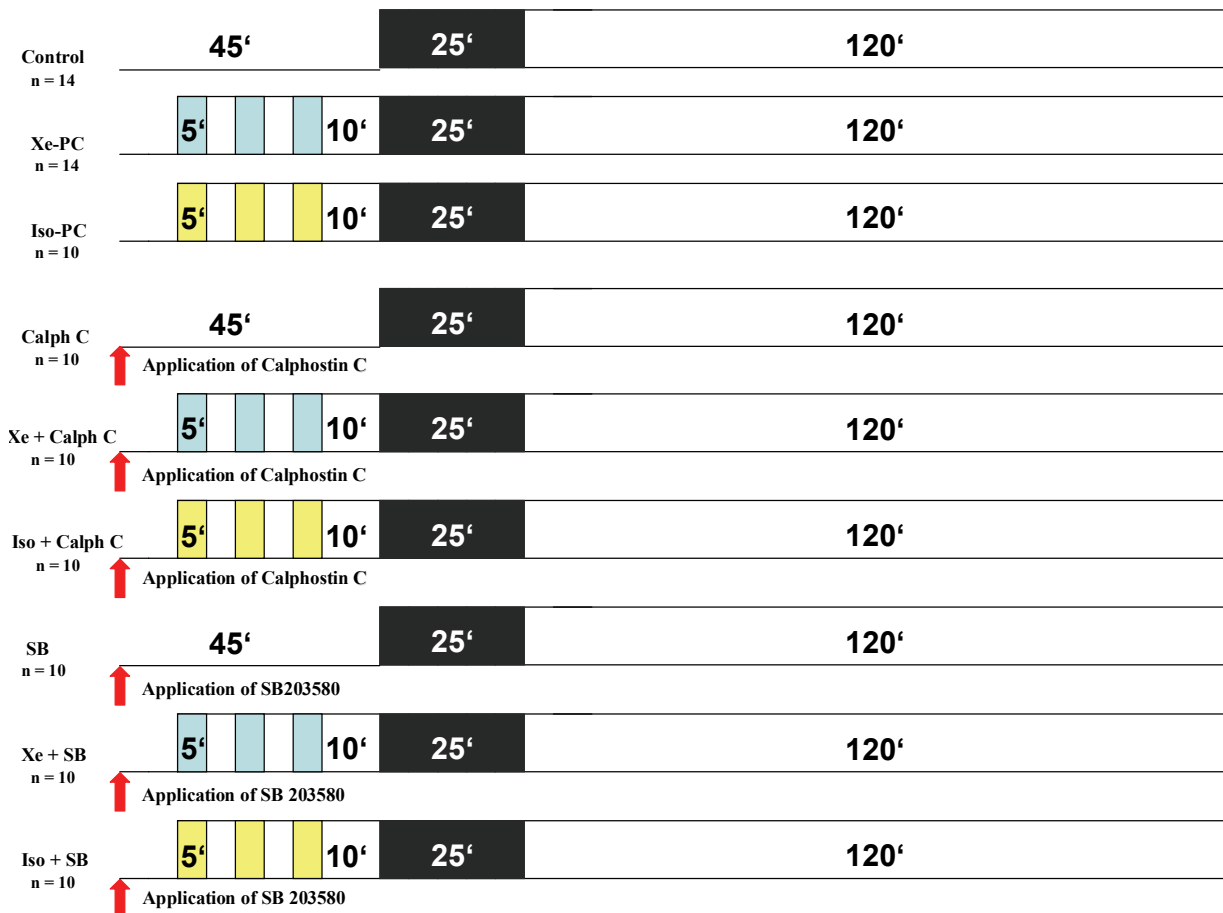 Control
n = 14
45‘ 25‘ 120‘
Xe-PC
n = 14
5‘ 10‘ 25‘ 120‘
Iso-PC
n = 10
5‘ 10‘ 25‘ 120‘
Calph C
n = 10
45‘ 25‘ 120‘
Application of Calphostin C
Xe + Calph C
n = 10
5‘ 10‘ 25‘ 120‘
Application of Calphostin C
Iso + Calph C
n = 10
5‘ 10‘ 25‘ 120‘
Application of Calphostin C
SB
n = 10
45‘ 25‘ 120‘
Application of SB203580
Xe + SB
n = 10
5‘ 10‘ 25‘ 120‘
Application of SB 203580
Iso + SB
n = 10
5‘ 10‘ 25‘ 120‘
Application of SB 203580